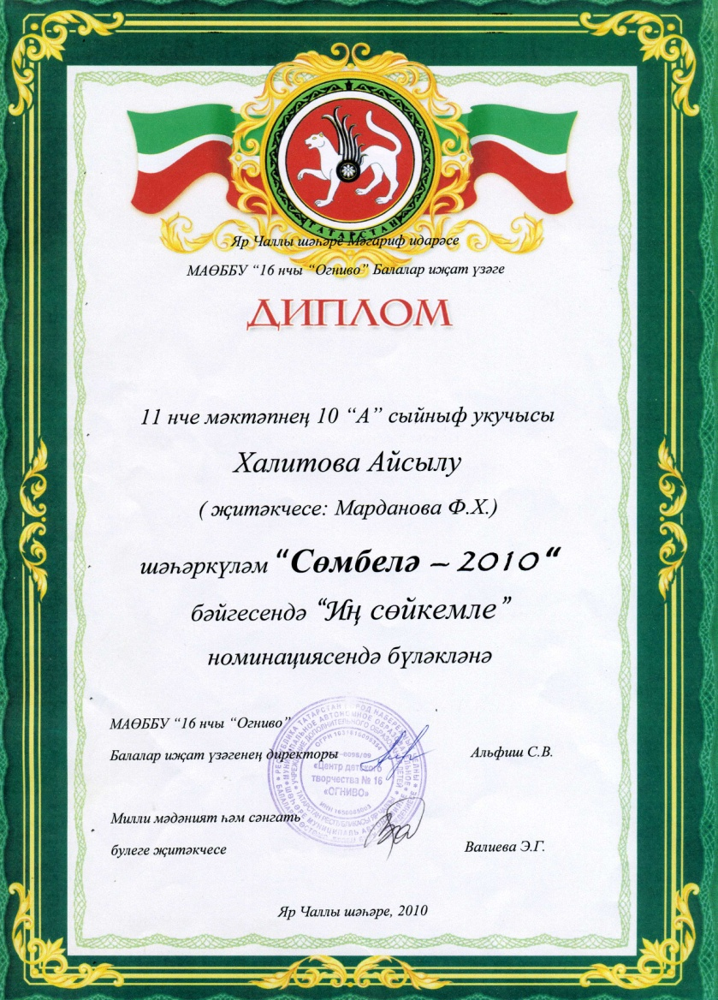 ТАТАРСТАН
Яр Чаллы шәһәре Мәгариф идарәсе
МАӨББУ “16 нчы “Огниво” Балалар иҗат үзәге
ДИПЛОМ
11 нче мәктәпнең 10 “А” сыйныф укучысы
Халитова Айсылу
( җитәкчесе: Марданова Ф.Х.)
шәһәркүләм “Сөмбелә – 2010“
бәйгесендә “Иң сөйкемле”
номинациясендә бүләкләнә
МАӨББУ “16 нчы “Огниво”
Балалар иҗат үзәгенең директоры
Альфиш С.В.
«Центр детского
творчества № 16
«ОГНИВО»
Милли мәдәният һәм сәнгать
бүлеге җитәкчесе
Валиева Э.Г.
Яр Чаллы шәһәре, 2010